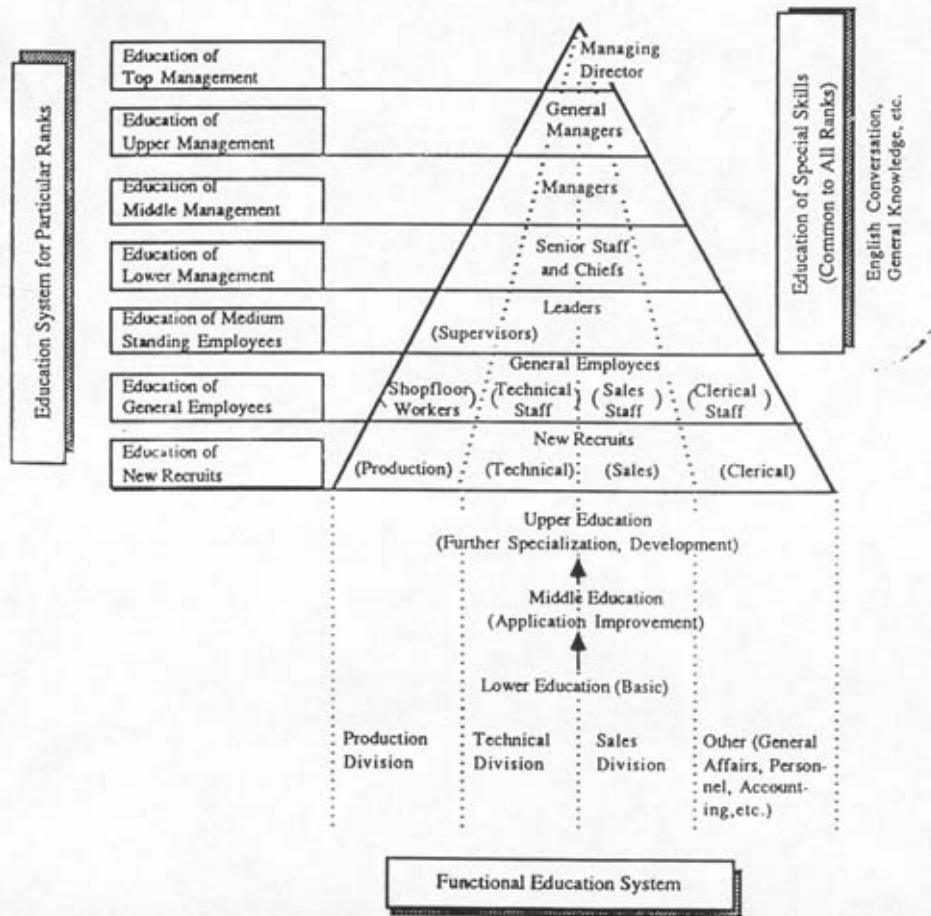 Education System for Particular Ranks
Education of
Top Management
Education of
Upper Management
Education of
Middle Management
Education of
Lower Management
Education of Medium
Standing Employees
Education of
General Employees
Education of
New Recruits
Managing
Director
General
Managers
Managers
Senior Staff
and Chiefs
Leaders
(Supervisors)
General Employees
(Shopfloor
Workers)
(Technical
Staff)
(Sales
Staff)
(Clerical
Staff)
New Recruits
(Production)
(Technical)
(Sales)
(Clerical)
Education of Special Skills
(Common to All Ranks)
English Conversation,
General Knowledge, etc.
Upper Education
(Further Specialization, Development)
Middle Education
(Application Improvement)
Lower Education (Basic)
Production
Division
Technical
Division
Sales
Division
Other (General
Affairs, Person-
nel, Account-
ing,etc.)
Functional Education System